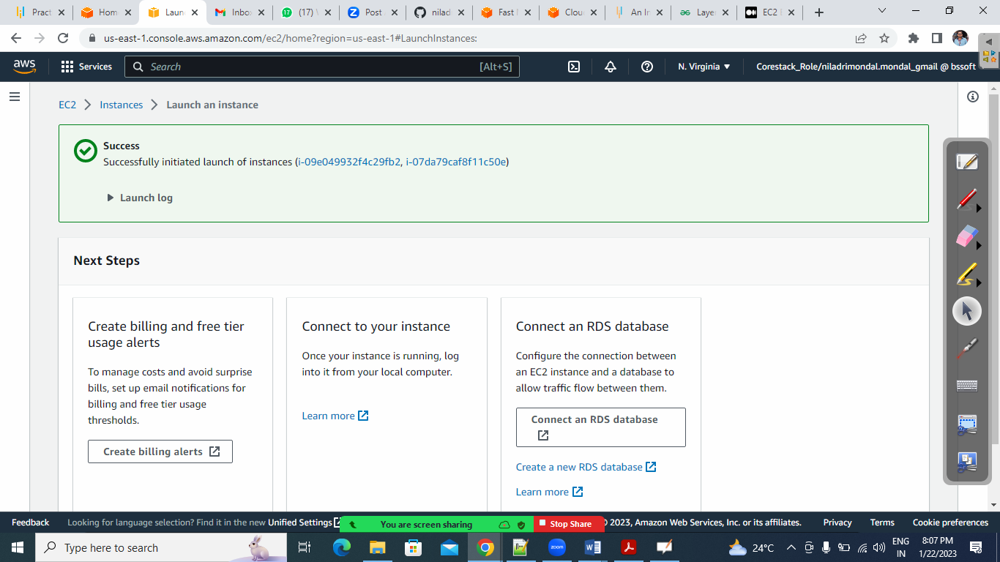 Pract
Hom
Laun
Inbo
(17)
Post
nilad
Fast
Clou
An In
Laye
EC2
us-east-1.console.aws.amazon.com/ec2/home?region=us-east-1#LaunchInstances:
aws
Services
Search
[Alt+S]
N. Virginia
Corestack_Role/niladrimondal.mondal_gmail @ bssoft
EC2
Instances
Launch an instance
Success
Successfully initiated launch of instances (i-09e049932f4c29fb2, i-07da79caf8f11c50e)
Launch log
Next Steps
Create billing and free tier
usage alerts
To manage costs and avoid surprise
bills, set up email notifications for
billing and free tier usage
thresholds.
Create billing alerts
Connect to your instance
Once your instance is running, log
into it from your local computer.
Learn more
Connect an RDS database
Configure the connection between
an EC2 instance and a database to
allow traffic flow between them.
Connect an RDS database
Create a new RDS database
Learn more
Feedback
Looking for language selection? Find it in the new Unified Settings
You are screen sharing
Stop Share
2023, Amazon Web Services, Inc. or its affiliates.
Privacy
Terms
Cookie preferences
Type here to search
zoom
24°C
ENG
IN
8:07 PM
1/22/2023